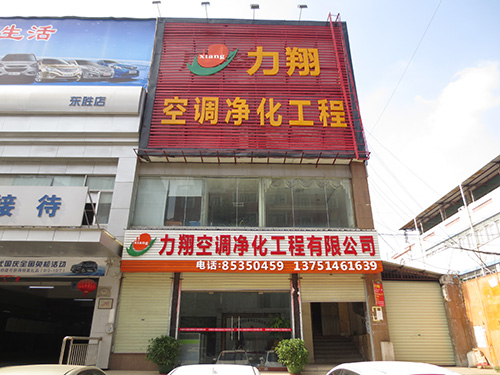 生活
东胜店
接待
xiang
力翔
空调净化工程
力翔空调净化工程有限公司
电话:85350459 13751461639